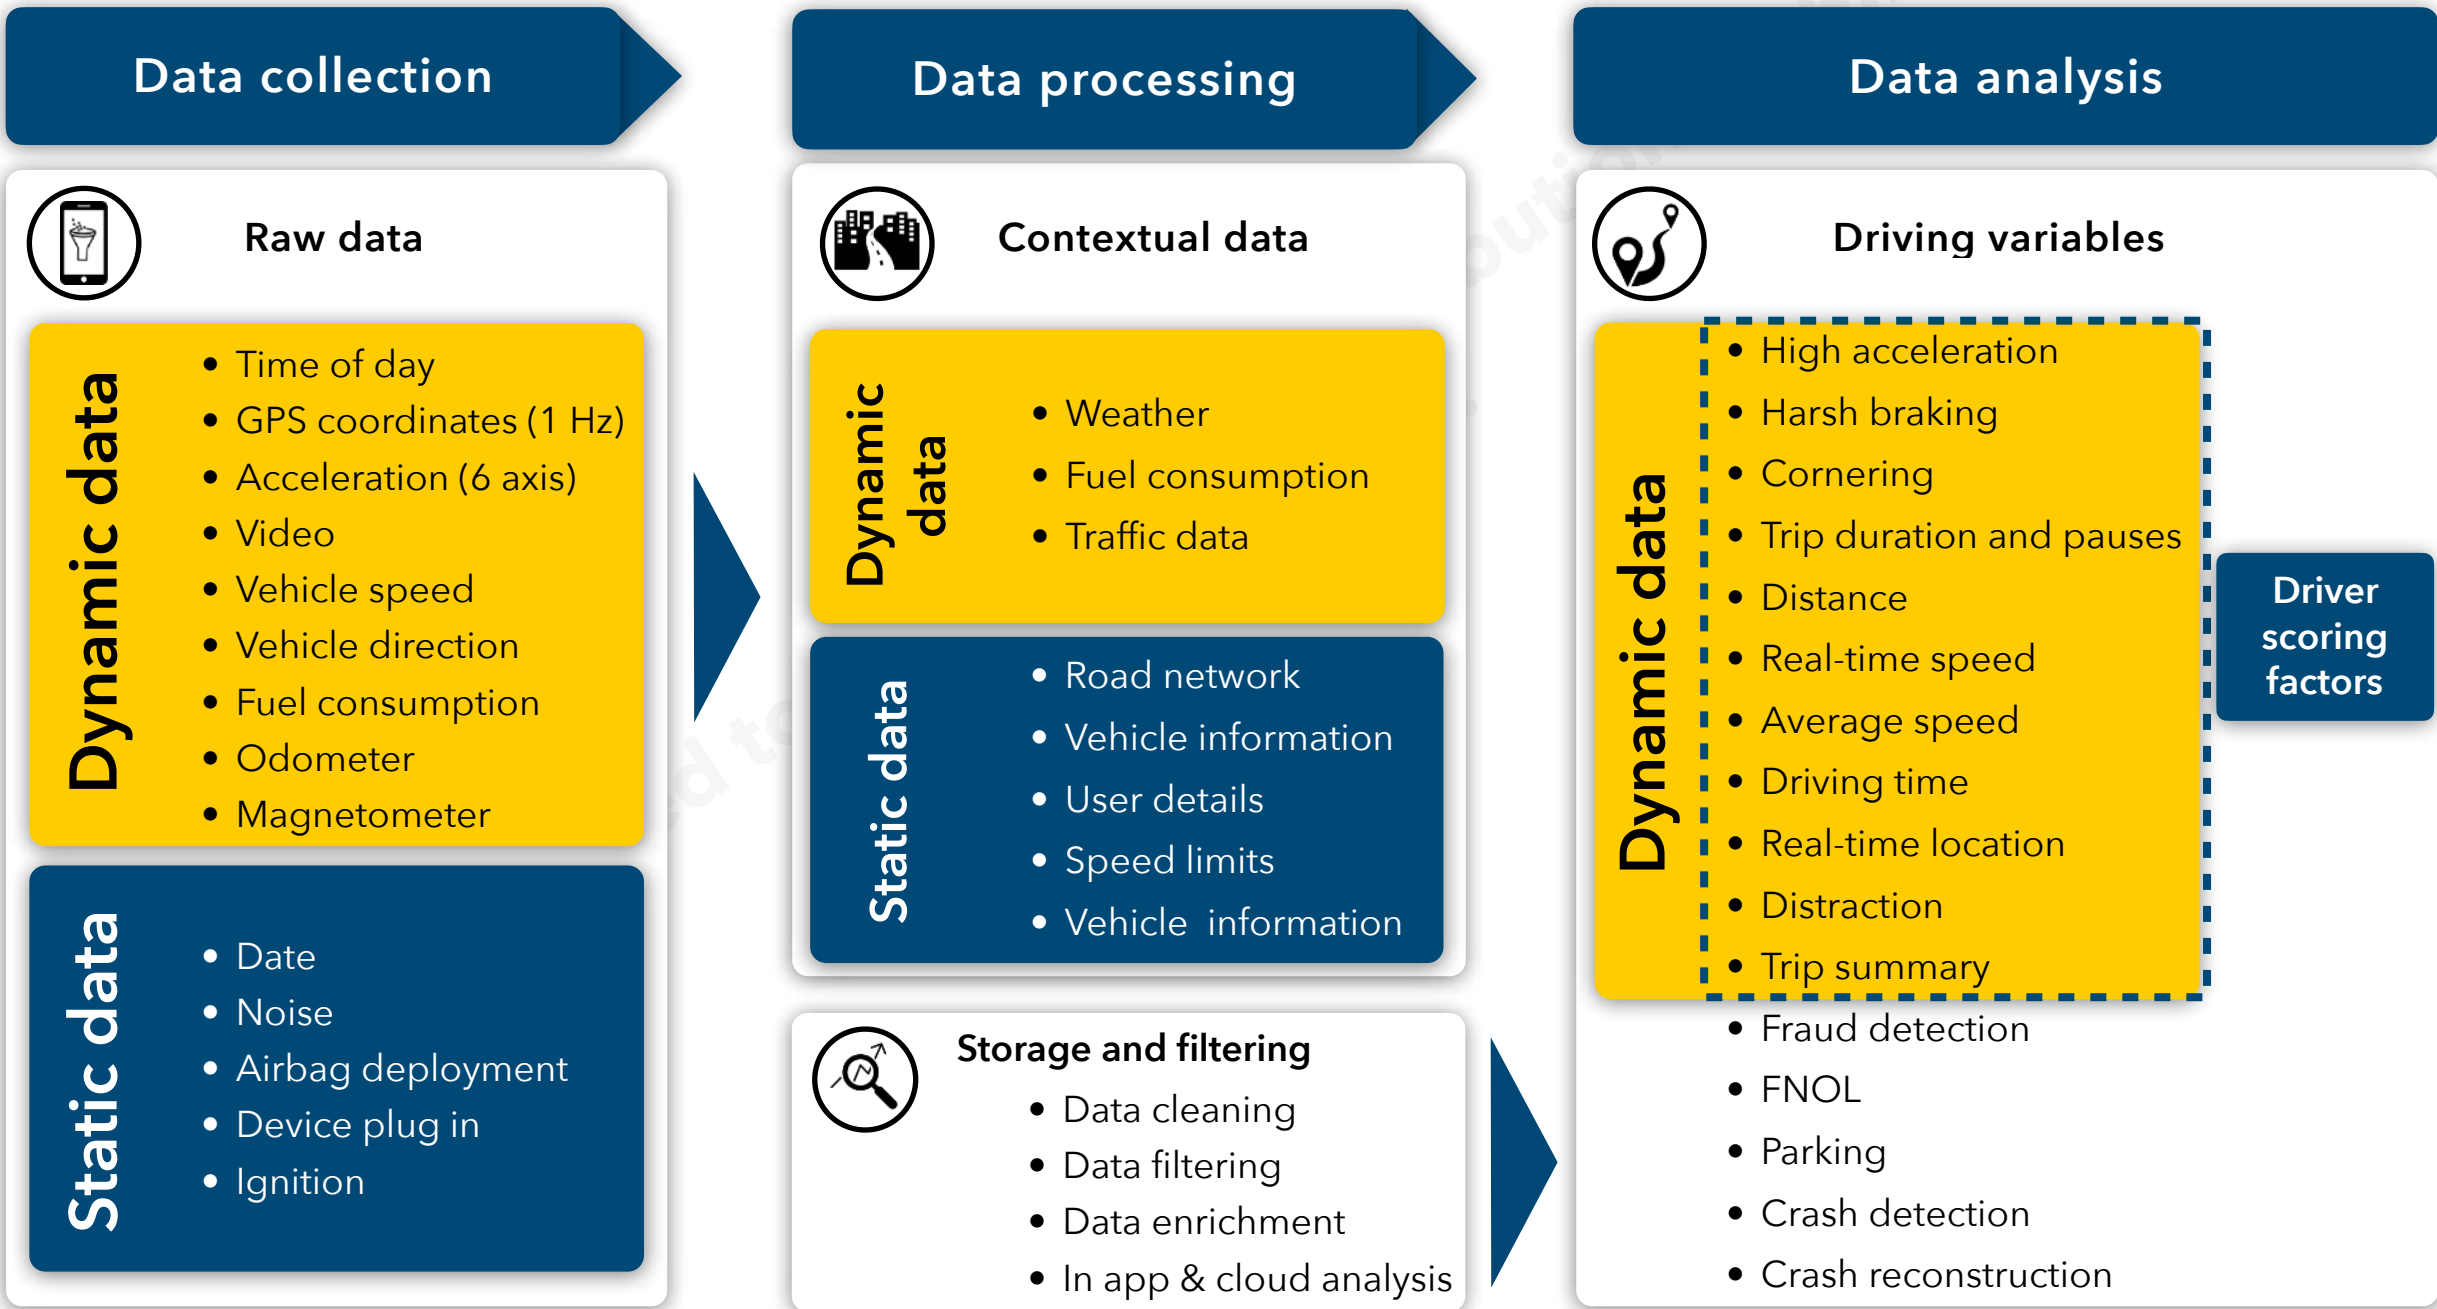 Data collection
Data processing
Data analysis
Raw data
Dynamic data
• Time of day
• GPS coordinates (1 Hz)
• Acceleration (6 axis)
• Video
• Vehicle speed
• Vehicle direction
• Fuel consumption
• Odometer
• Magnetometer
Static data
• Date
• Noise
• Airbag deployment
• Device plug in
• Ignition
Contextual data
Dynamic
data
• Weather
• Fuel consumption
• Traffic data
Static data
• Road network
• Vehicle information
• User details
• Speed limits
• Vehicle information
Storage and filtering
• Data cleaning
• Data filtering
• Data enrichment
• In app & cloud analysis
Driving variables
Dynamic data
• High acceleration
• Harsh braking
• Cornering
• Trip duration and pauses
• Distance
• Real-time speed
• Average speed
• Driving time
• Real-time location
• Distraction
• Trip summary
• Fraud detection
• FNOL
• Parking
• Crash detection
• Crash reconstruction
Driver
scoring
factors